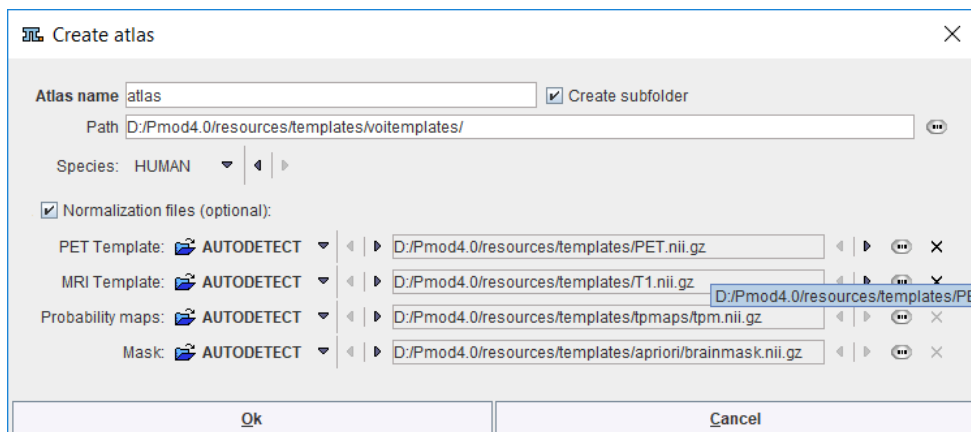 Create atlas
Atlas name atlas Create subfolder
Path D:/Pmod4.0/resources/templates/voitemplates/
Species: HUMAN
Normalization files (optional):
PET Template: AUTODETECT D:/Pmod4.0/resources/templates/PET.nii.gz
MRI Template: AUTODETECT D:/Pmod4.0/resources/templates/T1.nii.gz
D:/Pmod4.0/resources/templates/PE
Probability maps: AUTODETECT D:/Pmod4.0/resources/templates/tpmaps/tpm.nii.gz
Mask: AUTODETECT D:/Pmod4.0/resources/templates/apriori/brainmask.nii.gz
Ok Cancel